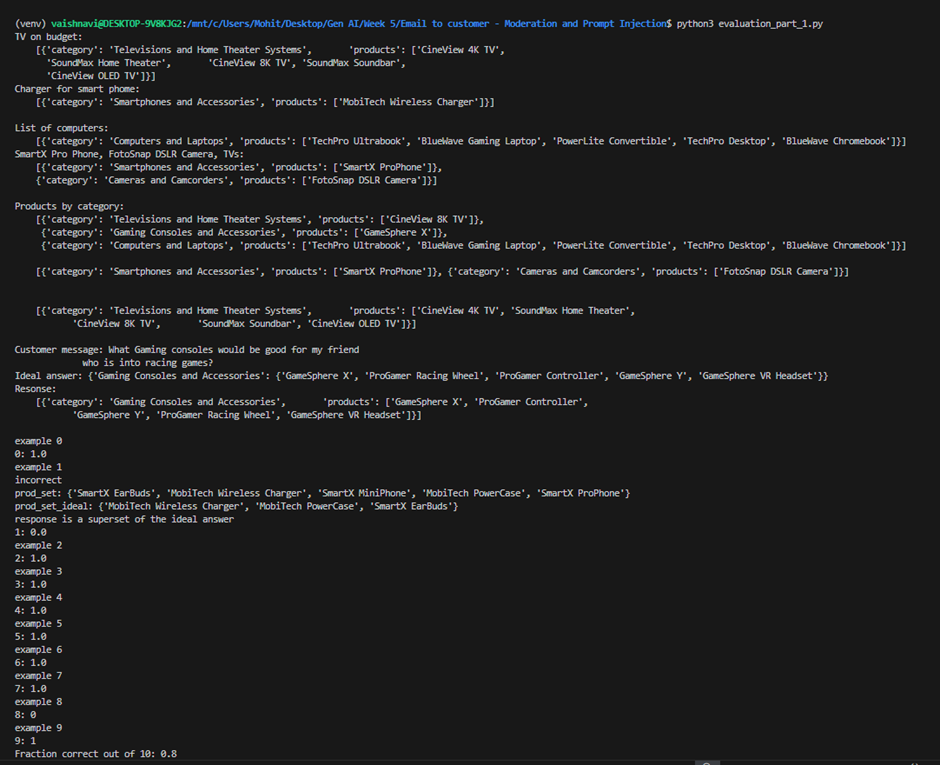 (venv) vaishnavi@DESKTOP-9V8KJG2:/mnt/c/Users/Mohit/Desktop/Gen AI/Week 5/Email to customer - Moderation and Prompt Injection$ python3 evaluation_part_1.py
TV on budget:
[{'category': 'Televisions and Home Theater Systems', 'products': ['CineView 4K TV',
'SoundMax Home Theater', 'CineView 8K TV', 'SoundMax Soundbar',
'CineView OLED TV']}]
Charger for smart phome:
[{'category': 'Smartphones and Accessories', 'products': ['MobiTech Wireless Charger']}]
List of computers:
[{'category': 'Computers and Laptops', 'products': ['TechPro Ultrabook', 'BlueWave Gaming Laptop', 'PowerLite Convertible', 'TechPro Desktop', 'BlueWave Chromebook']}]
SmartX Pro Phone, FotoSnap DSLR Camera, TVs:
[{'category': 'Smartphones and Accessories', 'products': ['SmartX ProPhone']},
{'category': 'Cameras and Camcorders', 'products': ['FotoSnap DSLR Camera']}]
Products by category:
[{'category': 'Televisions and Home Theater Systems', 'products': ['CineView 8K TV']},
{'category': 'Gaming Consoles and Accessories', 'products': ['GameSphere X']},
{'category': 'Computers and Laptops', 'products': ['TechPro Ultrabook', 'BlueWave Gaming Laptop', 'PowerLite Convertible', 'TechPro Desktop', 'BlueWave Chromebook']}]
[{'category': 'Smartphones and Accessories', 'products': ['SmartX ProPhone']}, {'category': 'Cameras and Camcorders', 'products': ['FotoSnap DSLR Camera']}]
[{'category': 'Televisions and Home Theater Systems', 'products': ['CineView 4K TV', 'SoundMax Home Theater',
'CineView 8K TV', 'SoundMax Soundbar', 'CineView OLED TV']}]
Customer message: What Gaming consoles would be good for my friend
who is into racing games?
Ideal answer: {'Gaming Consoles and Accessories': {'GameSphere X', 'ProGamer Racing Wheel', 'ProGamer Controller', 'GameSphere Y', 'GameSphere VR Headset'}}
Resonse:
[{'category': 'Gaming Consoles and Accessories', 'products': ['GameSphere X', 'ProGamer Controller',
'GameSphere Y', 'ProGamer Racing Wheel', 'GameSphere VR Headset']}]
example 0
0: 1.0
example 1
incorrect
prod_set: {'SmartX EarBuds', 'MobiTech Wireless Charger', 'SmartX MiniPhone', 'MobiTech PowerCase', 'SmartX ProPhone'}
prod_set_ideal: {'MobiTech Wireless Charger', 'MobiTech PowerCase', 'SmartX EarBuds'}
response is a superset of the ideal answer
1: 0.0
example 2
2: 1.0
example 3
3: 1.0
example 4
4: 1.0
example 5
5: 1.0
example 6
6: 1.0
example 7
7: 1.0
example 8
8: 0
example 9
9: 1
Fraction correct out of 10: 0.8